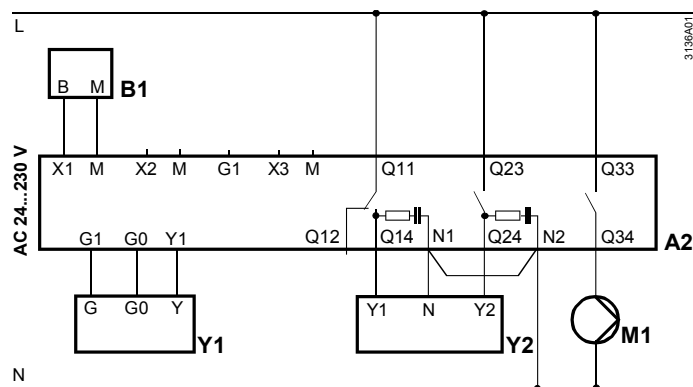 L
3136A01
B M B1
AC 24...230 V
X1 M X2 M G1 X3 M Q11 Q23 Q33
G1 G0 Y1 Q12 Q14 N1 Q24 N2 Q34 A2
G G0 Y Y1 Y1 N Y2 Y2 M1
N